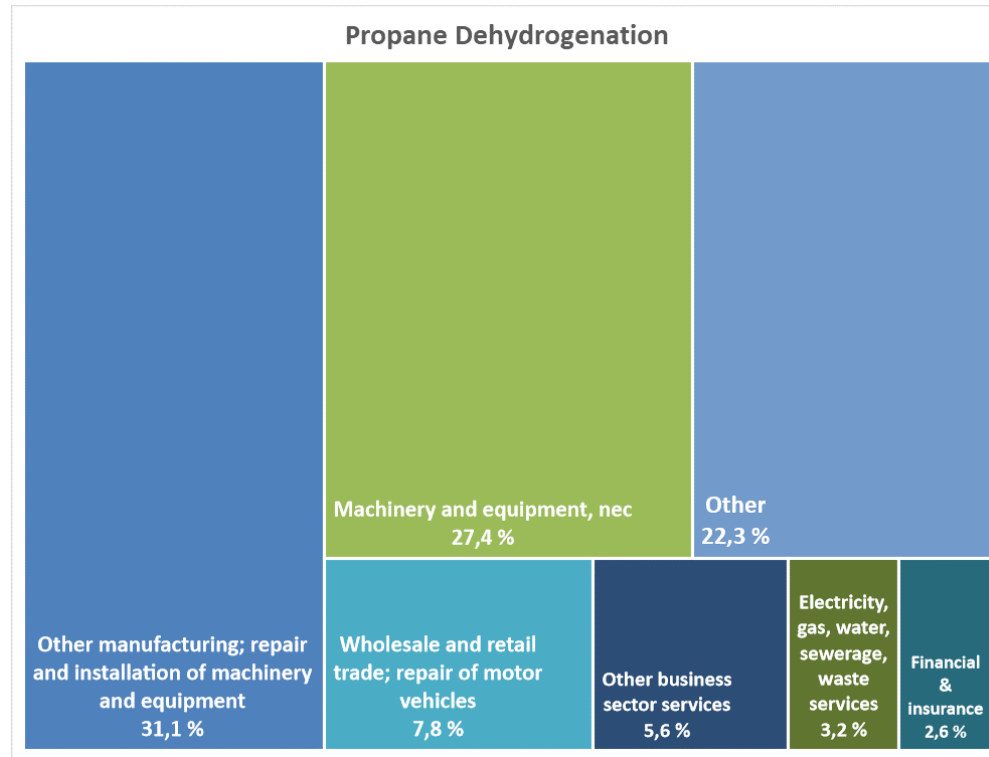 Propane Dehydrogenation
Machinery and equipment, nec
27,4 %
Other
22,3 %
Other manufacturing; repair
and installation of machinery
and equipment
31,1 %
Wholesale and retail
trade; repair of motor
vehicles
7,8 %
Other business
sector services
5,6 %
Electricity,
gas, water,
sewerage,
waste
services
3,2 %
Financial
&
insurance
2,6 %